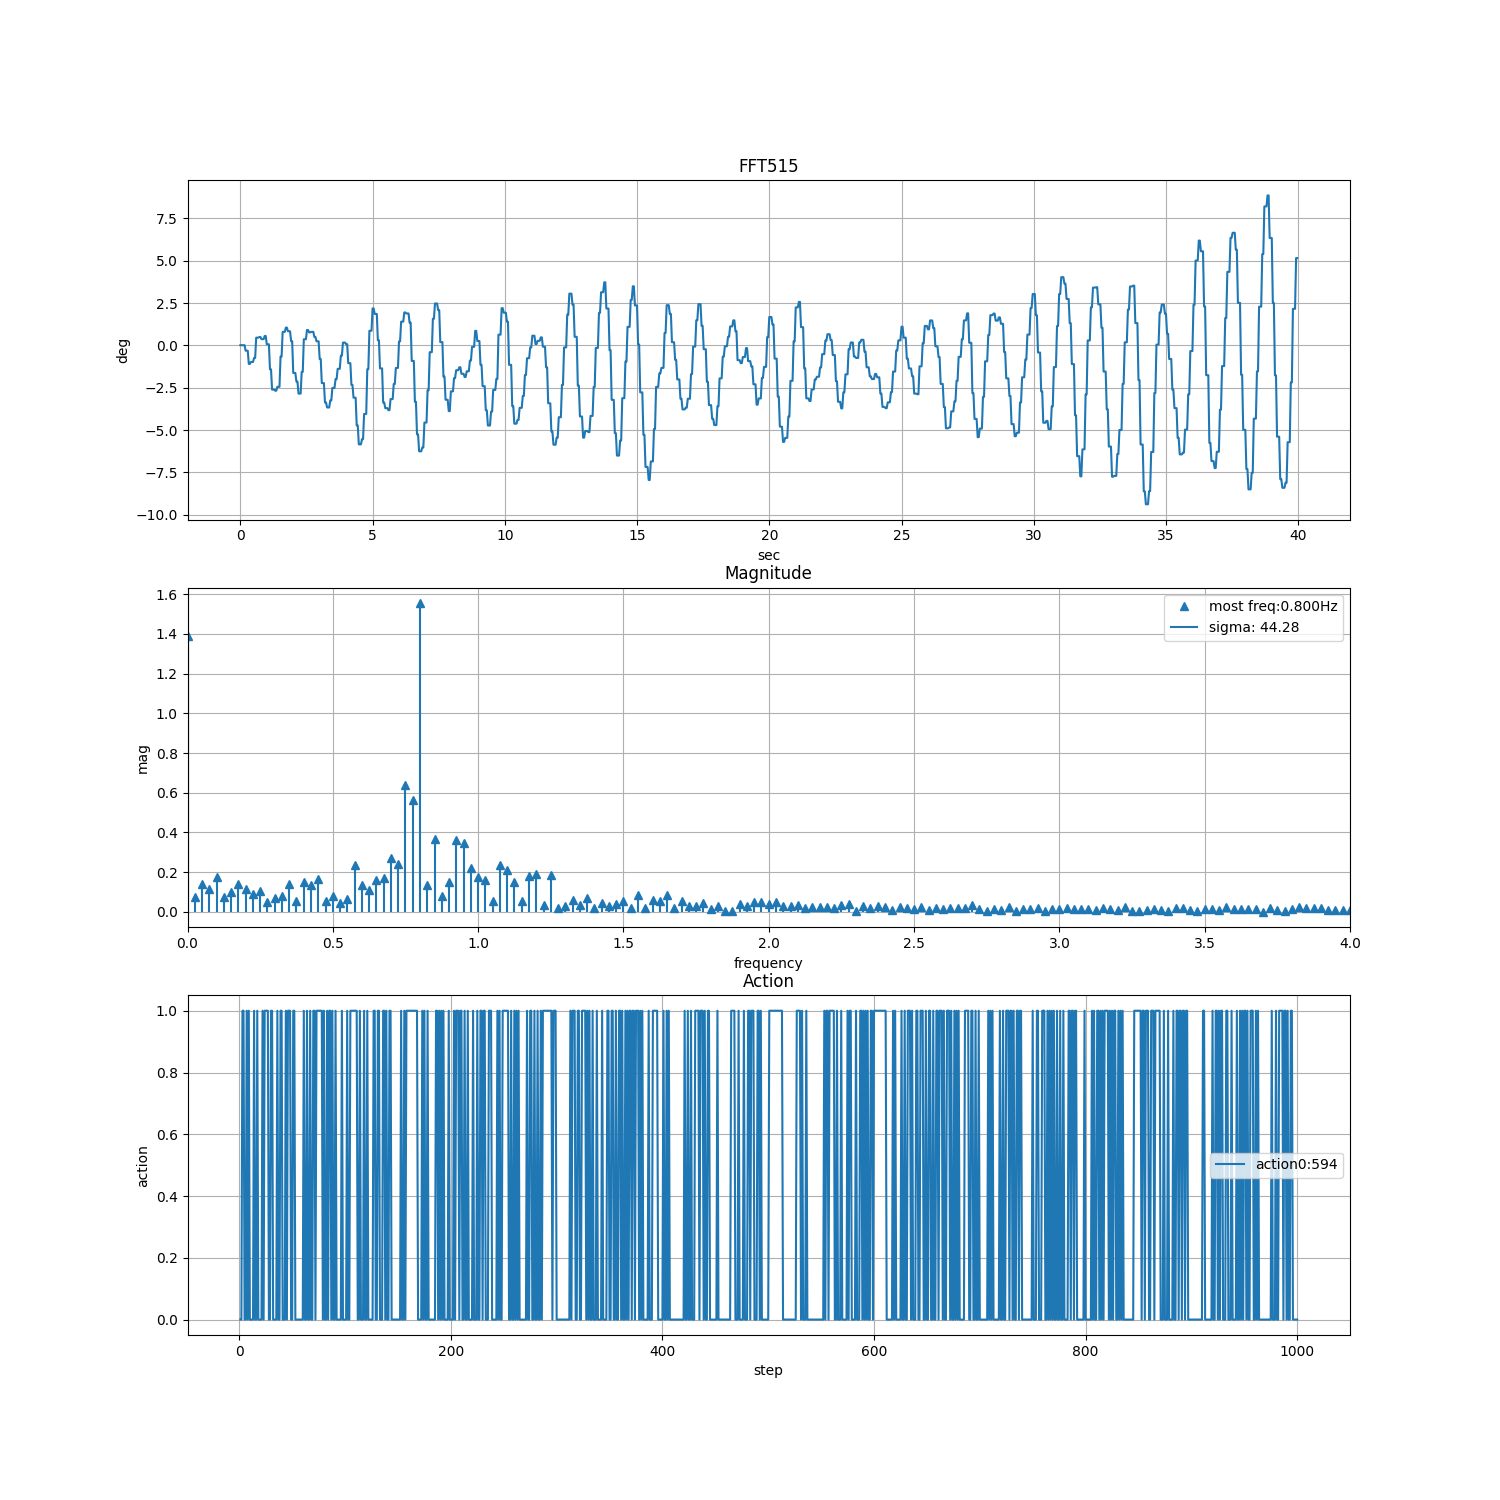 FFT515
7.5
5.0
2.5
0.0
−2.5
−5.0
−7.5
−10.0
deg
0 5 10 15 20 25 30 35 40
sec
Magnitude
1.6
1.4
1.2
1.0
0.8
0.6
0.4
0.2
0.0
mag
most freq:0.800Hz
sigma: 44.28
0.0 0.5 1.0 1.5 2.0 2.5 3.0 3.5 4.0
frequency
Action
1.0
0.8
0.6
0.4
0.2
0.0
action
action0:594
0 200 400 600 800 1000
step